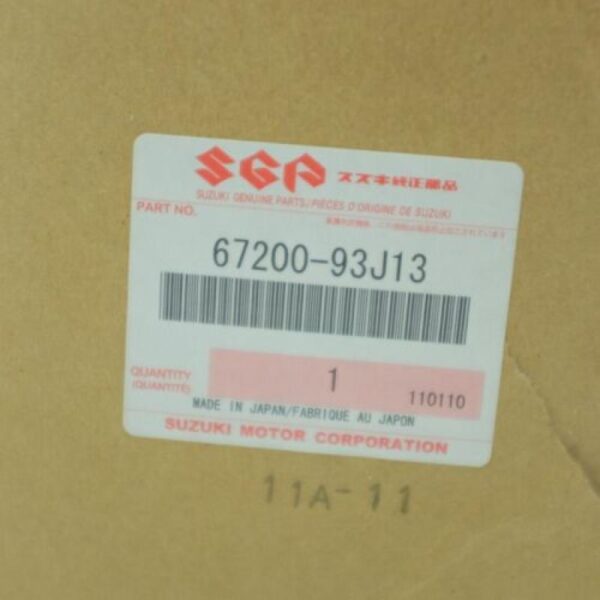 SGP スズキ純正部品
SUZUKI GENUINE PARTS/PIECES D'ORIGINE DE SUZUKI
PART NO.
67200-93J13
QUANTITY
(QUANTITÉ)
1
110110
MADE IN JAPAN/FABRIQUE AU JAPON
SUZUKI MOTOR CORPORATION
11A-11